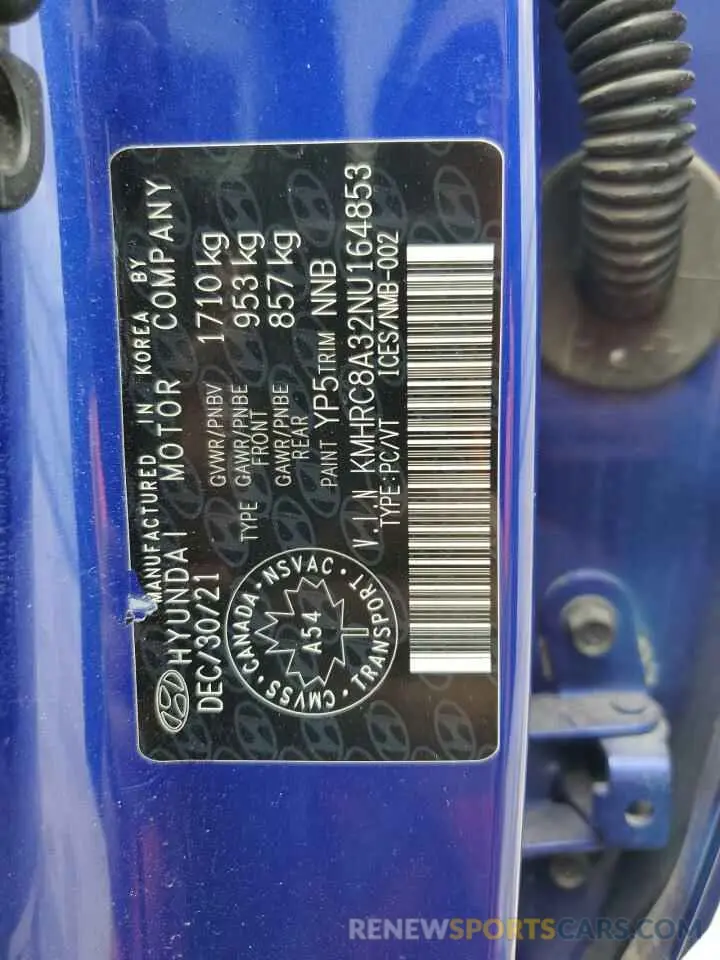 MANUFACTURED IN KOREA BY
HYUNDAI MOTOR COMPANY
DEC/30/21
GVWR/PNBV 1710 kg
TYPE GAWR/PNBE FRONT 953 kg
GAWR/PNBE REAR 857 kg
PAINT YP5 TRIM NNB
V.I.N KMHRC8A32NU164853
TYPE:PC/VT ICES/NMB-002
CANADA · NSVAC · TRANSPORT · CMVSS ·
A54
RENEWSPORTSCARS.COM